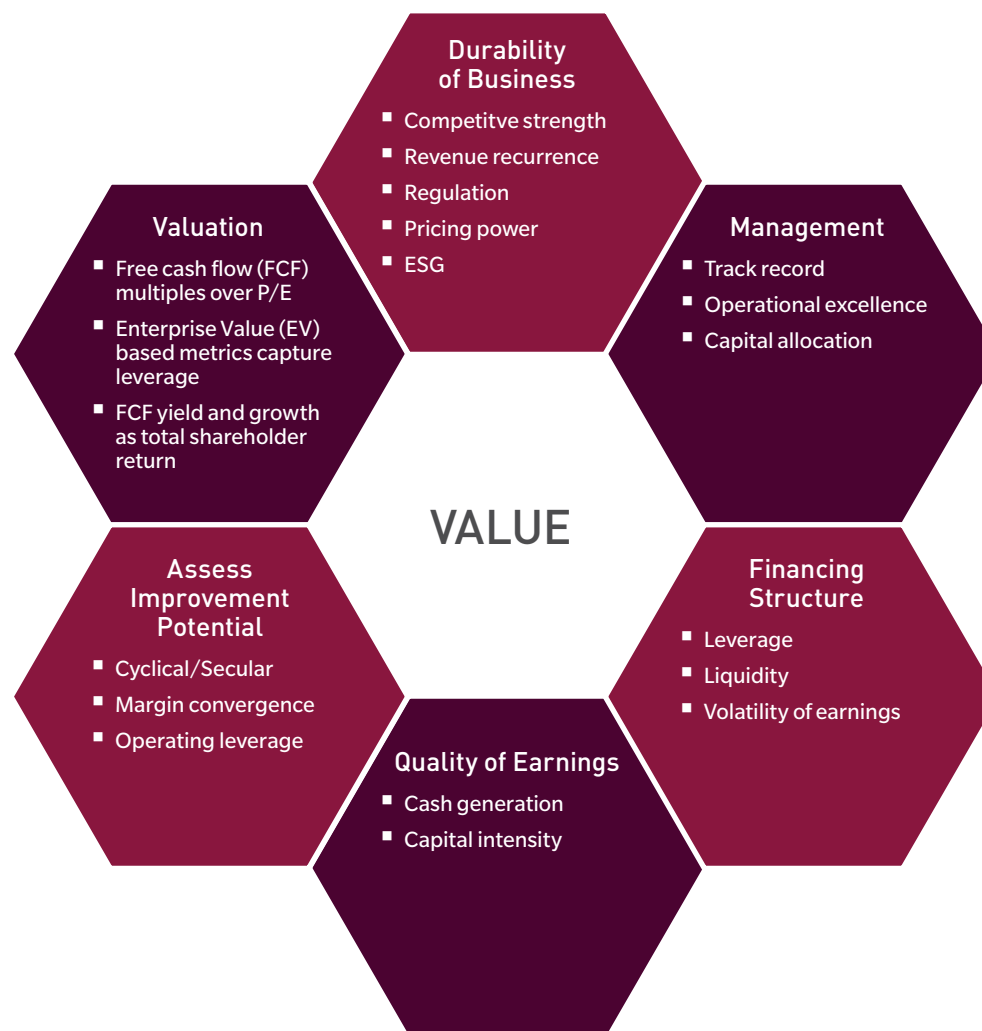 Durability
of Business
▪ Competitve strength
▪ Revenue recurrence
▪ Regulation
▪ Pricing power
▪ ESG
Management
▪ Track record
▪ Operational excellence
▪ Capital allocation
Financing
Structure
▪ Leverage
▪ Liquidity
▪ Volatility of earnings
Quality of Earnings
▪ Cash generation
▪ Capital intensity
Assess
Improvement
Potential
▪ Cyclical/Secular
▪ Margin convergence
▪ Operating leverage
Valuation
▪ Free cash flow (FCF)
multiples over P/E
▪ Enterprise Value (EV)
based metrics capture
leverage
▪ FCF yield and growth
as total shareholder
return
VALUE